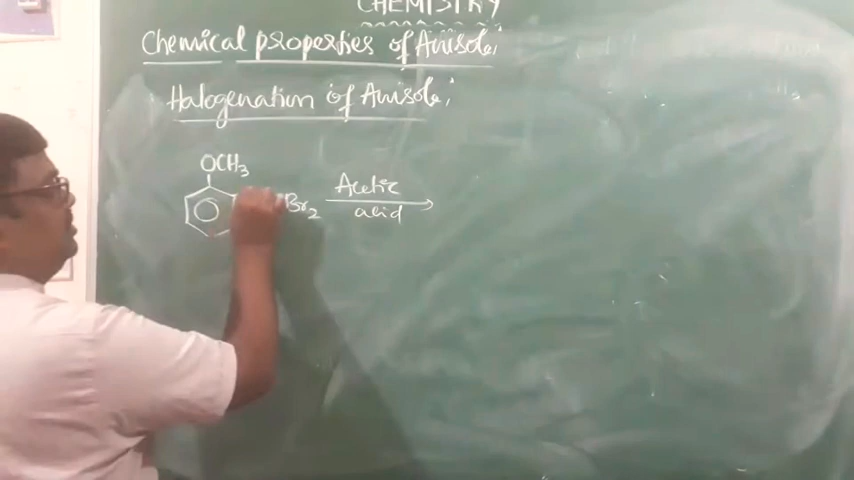 CHEMISTRY
Chemical properties of Anisole;
Halogenation of Anisole;
OCH3
Br2
Acetic
acid